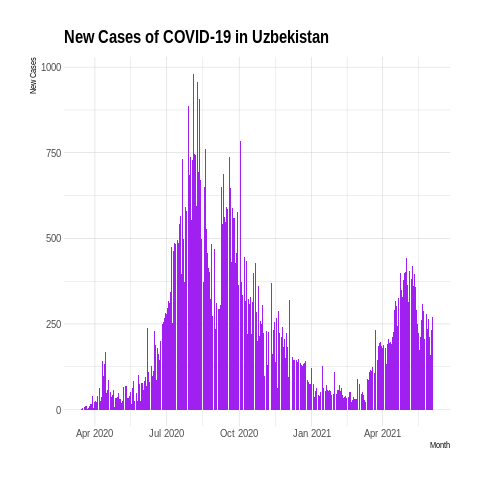 New Cases of COVID-19 in Uzbekistan
New Cases
1000
750
500
250
0
Apr 2020 Jul 2020 Oct 2020 Jan 2021 Apr 2021
Month